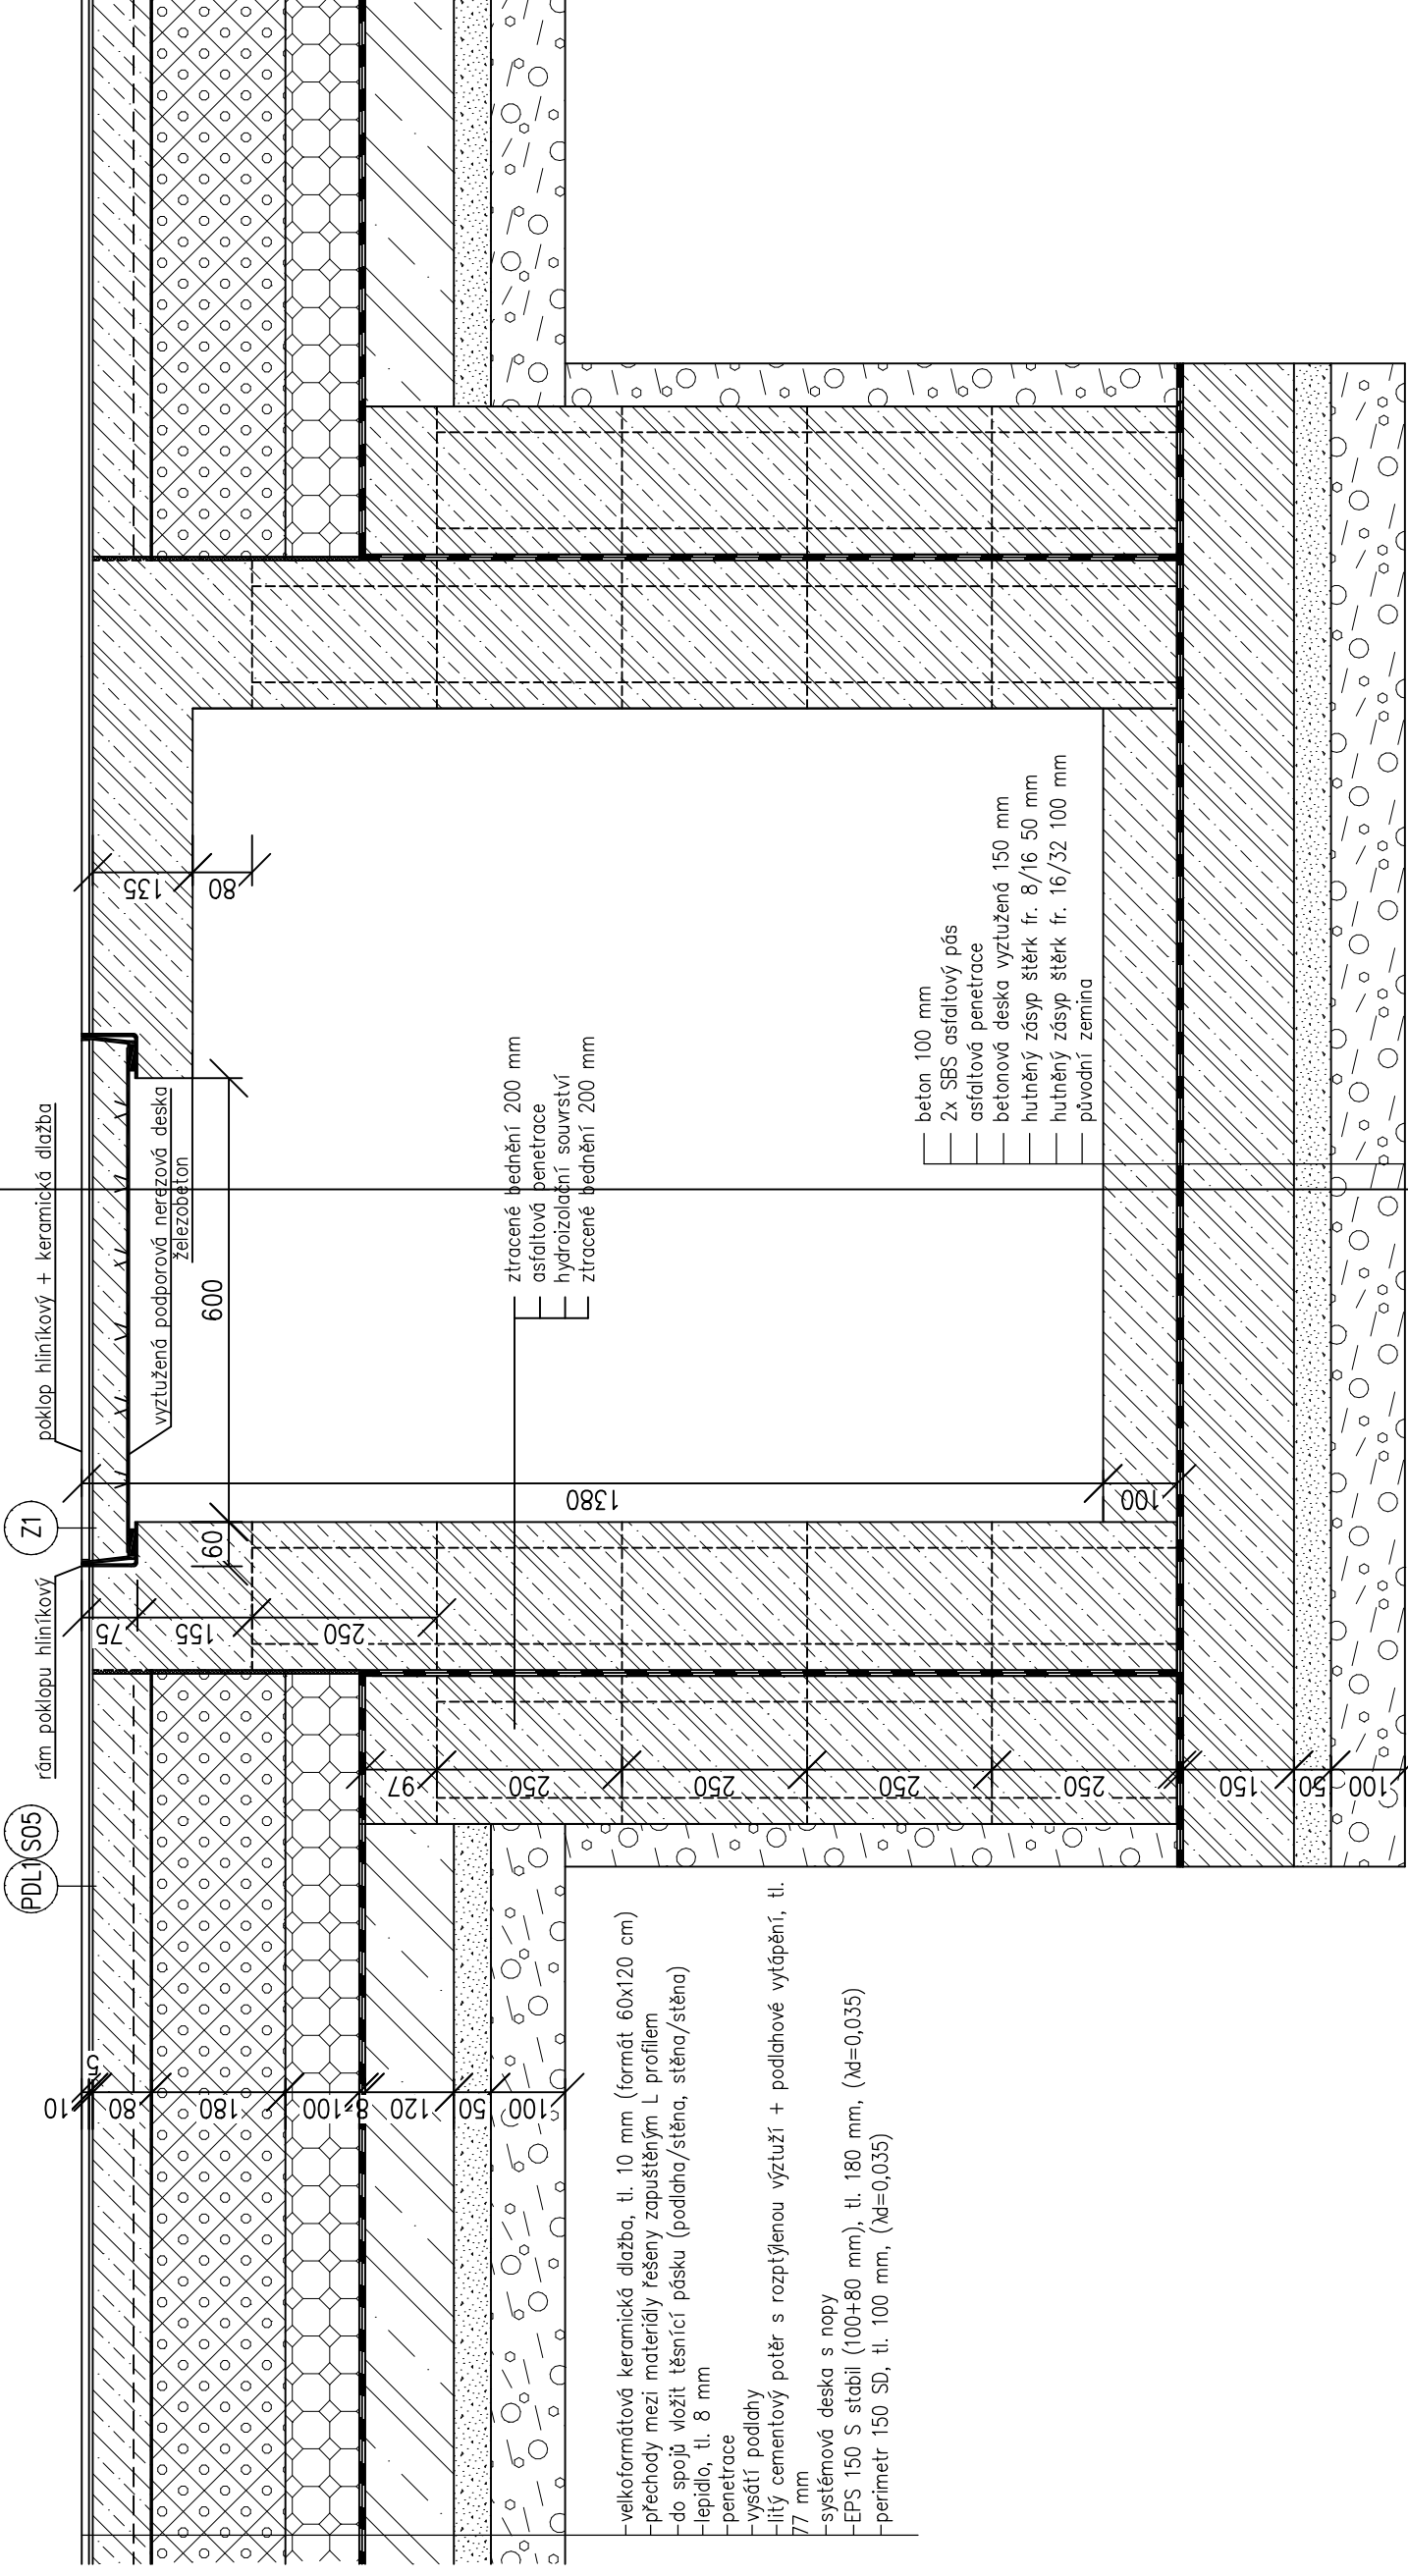 PDL1 S05
Z1
rám poklopu hliníkový
poklop hliníkový + keramická dlažba
vyztužená podporová nerezová deska
železobeton
10
5
80
180
100
8
120
50
100
75
155
250
60
600
135
80
1380
100
97
250
250
250
250
150
50
100
ztracené bednění 200 mm
asfaltová penetrace
hydroizolační souvrství
ztracené bednění 200 mm
beton 100 mm
2x SBS asfaltový pás
asfaltová penetrace
betonová deska vyztužená 150 mm
hutněný zásyp štěrk fr. 8/16 50 mm
hutněný zásyp štěrk fr. 16/32 100 mm
původní zemina
velkoformátová keramická dlažba, tl. 10 mm (formát 60x120 cm)
přechody mezi materiály řešeny zapuštěným L profilem
do spojů vložit těsnící pásku (podlaha/stěna, stěna/stěna)
lepidlo, tl. 8 mm
penetrace
vysátí podlahy
litý cementový potěr s rozptýlenou výztuží + podlahové vytápění, tl.
77 mm
systémová deska s nopy
EPS 150 S stabil (100+80 mm), tl. 180 mm, (λd=0,035)
perimetr 150 SD, tl. 100 mm, (λd=0,035)